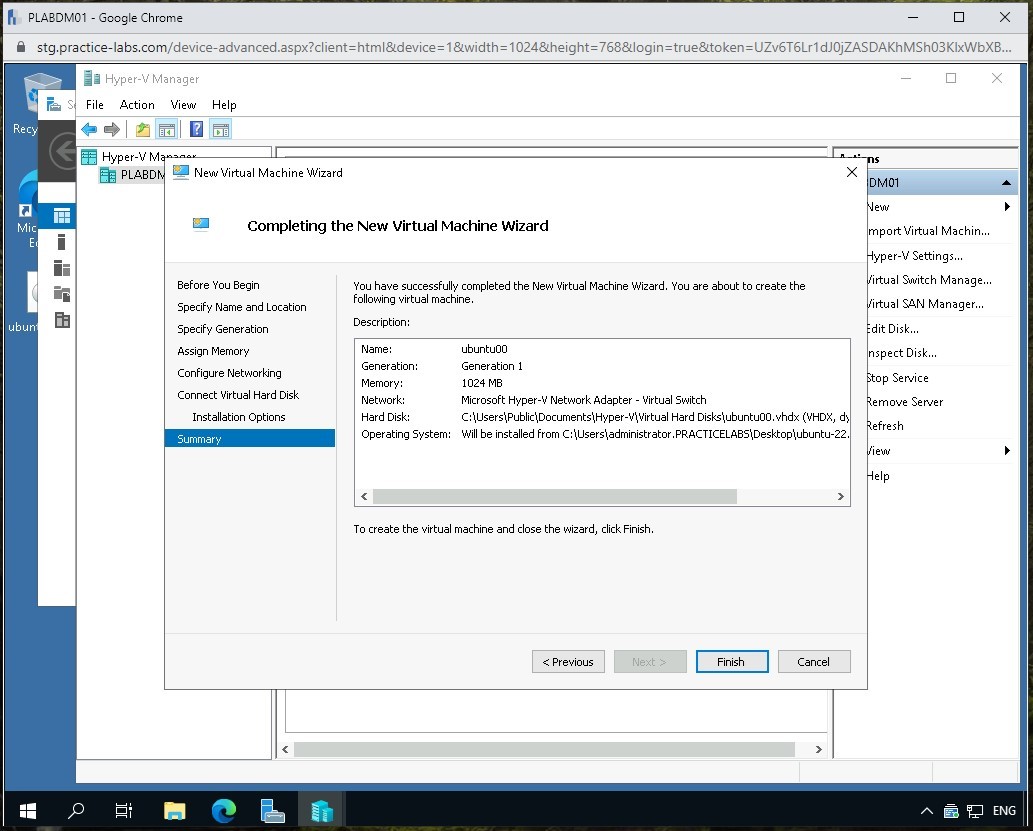 PLABDM01 - Google Chrome
stg.practice-labs.com/device-advanced.aspx?client=html&device=1&width=1024&height=768&login=true&token=UZv6T6Lr1dJ0jZASDAKhMSh03KlxWbXB...
Hyper-V Manager
File Action View Help
Recy
Mic
E
ubunt
Hyper-V Manager
PLABDM
Actions
DM01
New
Import Virtual Machin...
Hyper-V Settings...
Virtual Switch Manage...
Virtual SAN Manager...
Edit Disk...
Inspect Disk...
Stop Service
Remove Server
Refresh
View
Help
New Virtual Machine Wizard
Completing the New Virtual Machine Wizard
Before You Begin
Specify Name and Location
Specify Generation
Assign Memory
Configure Networking
Connect Virtual Hard Disk
Installation Options
Summary
You have successfully completed the New Virtual Machine Wizard. You are about to create the
following virtual machine.
Description:
Name: ubuntu00
Generation: Generation 1
Memory: 1024 MB
Network: Microsoft Hyper-V Network Adapter - Virtual Switch
Hard Disk: C:\Users\Public\Documents\Hyper-V\Virtual Hard Disks\ubuntu00.vhdx (VHDX, dy
Operating System: Will be installed from C:\Users\administrator.PRACTICELABS\Desktop\ubuntu-22.
To create the virtual machine and close the wizard, click Finish.
< Previous
Next >
Finish
Cancel
ENG